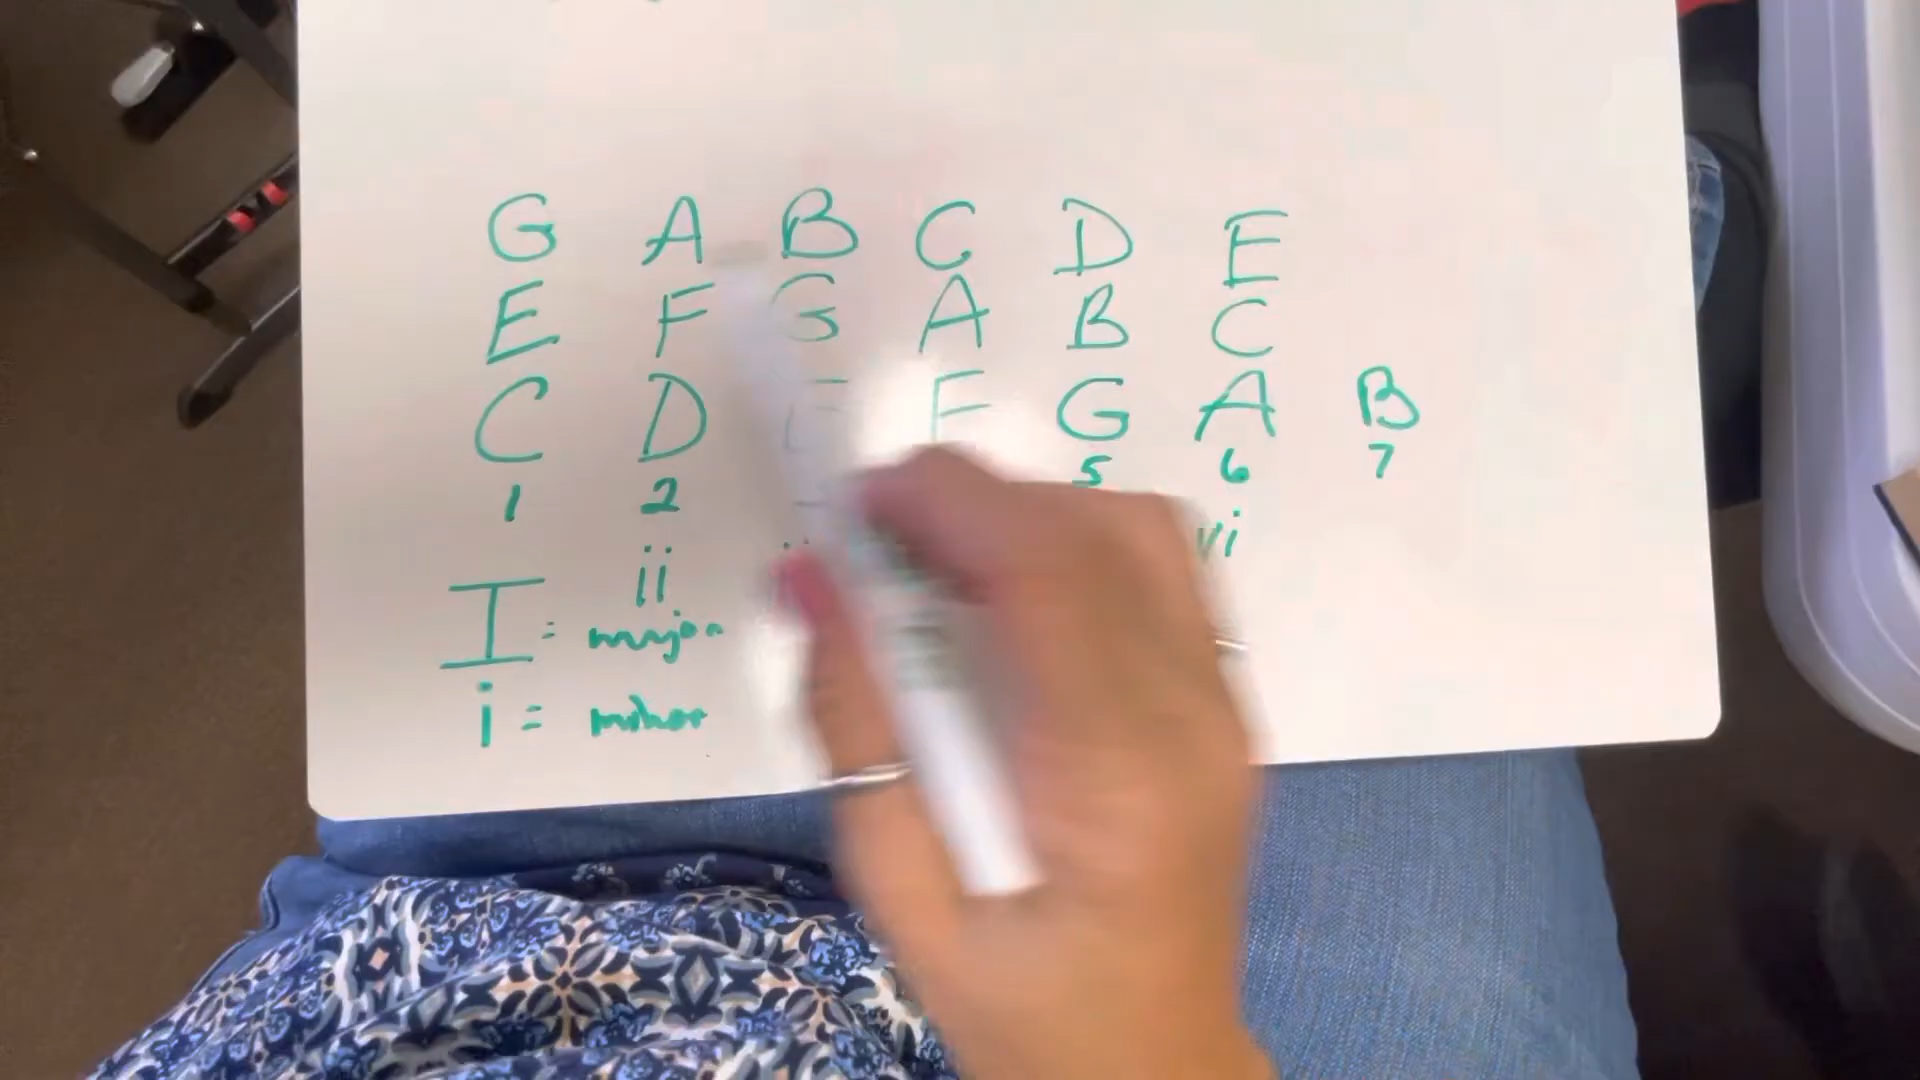 G A B C D E
E F G A B C
C D F G A B
1 2 5 6 7
ii vi
I = major
i = minor